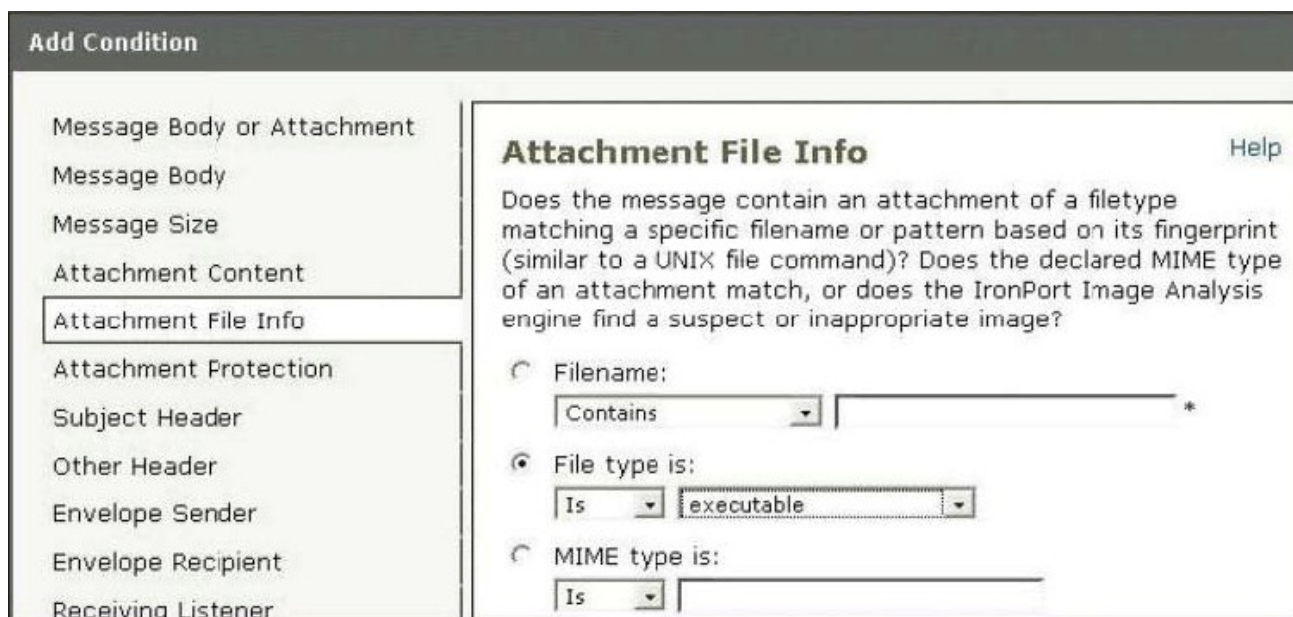 Add Condition
Message Body or Attachment
Message Body
Message Size
Attachment Content
Attachment File Info
Attachment Protection
Subject Header
Other Header
Envelope Sender
Envelope Recipient
Receiving Listener
Attachment File Info
Help
Does the message contain an attachment of a filetype
matching a specific filename or pattern based on its fingerprint
(similar to a UNIX file command)? Does the declared MIME type
of an attachment match, or does the IronPort Image Analysis
engine find a suspect or inappropriate image?
Filename:
Contains
*
File type is:
Is
executable
MIME type is:
Is